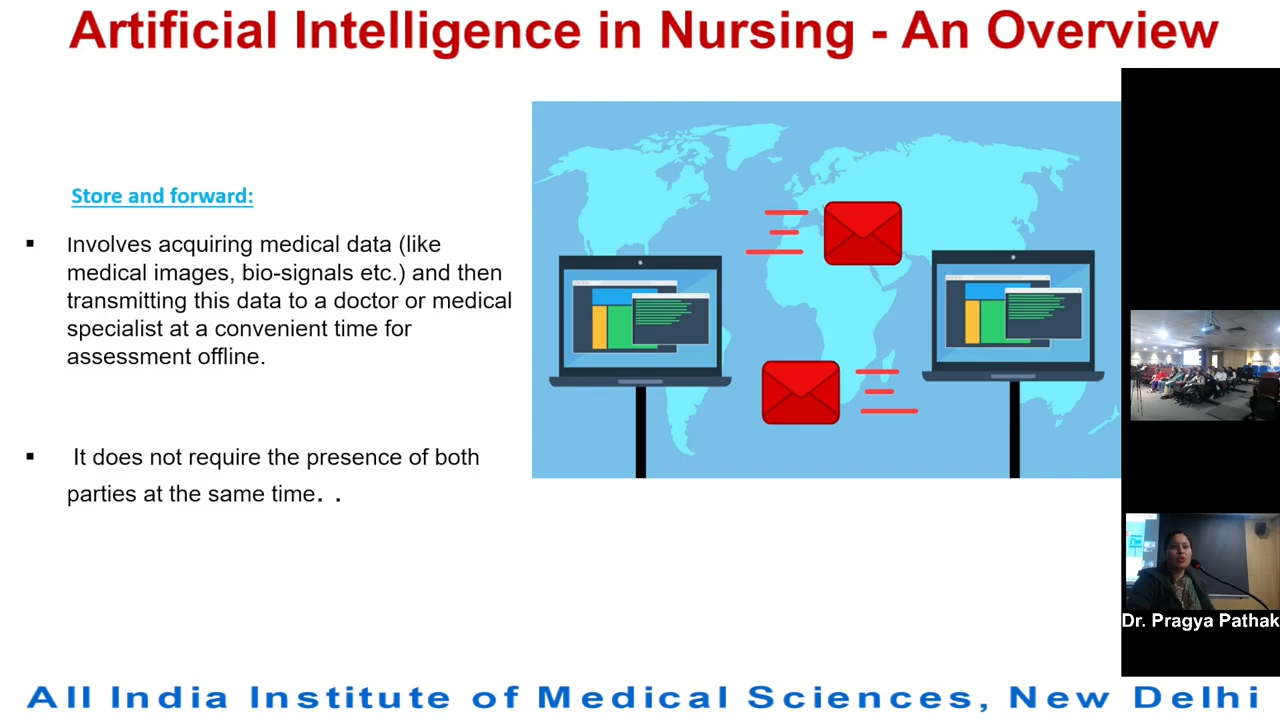 Artificial Intelligence in Nursing - An Overview
Store and forward:
▪ Involves acquiring medical data (like
medical images, bio-signals etc.) and then
transmitting this data to a doctor or medical
specialist at a convenient time for
assessment offline.
▪ It does not require the presence of both
parties at the same time. .
Dr. Pragya Pathak
All India Institute of Medical Sciences, New Delhi